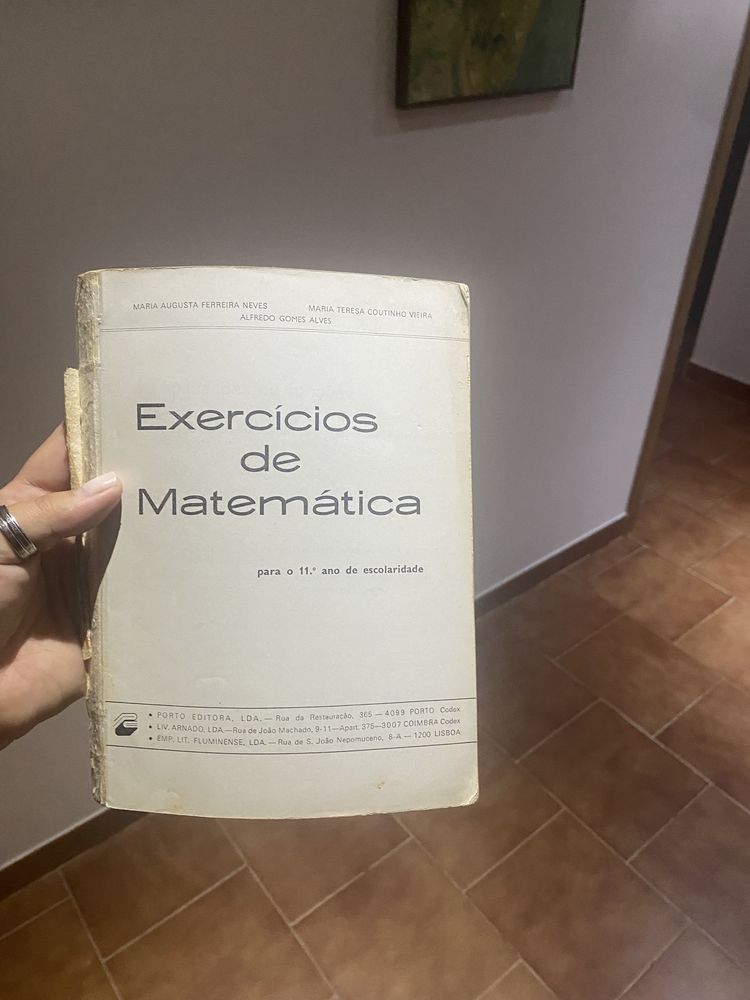 MARIA AUGUSTA FERREIRA NEVES MARIA TERESA COUTINHO VIEIRA
ALFREDO GOMES ALVES
Exercícios
de
Matemática
para o 11.º ano de escolaridade
• PORTO EDITORA, LDA. — Rua da Restauração, 365 — 4099 PORTO Codex
• LIV. ARNADO, LDA.—Rua de João Machado, 9-11—Apart. 375—3007 COIMBRA Codex
• EMP. LIT. FLUMINENSE, LDA. — Rua de S. João Nepomuceno, 8-A — 1200 LISBOA